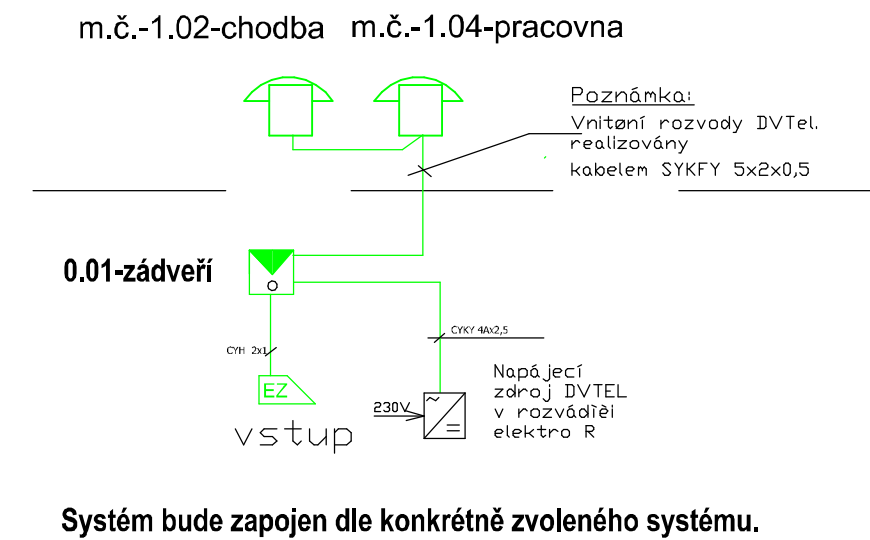 m.č.-1.02-chodba m.č.-1.04-pracovna
Poznámka:
Vnitøní rozvody DVTel.
realizovány
kabelem SYKFY 5x2x0,5
0.01-zádveří
CYKY 4Ax2,5
CYH 2x1
EZ
vstup
230V
Napájecí
zdroj DVTEL
v rozvádìèi
elektro R
Systém bude zapojen dle konkrétně zvoleného systému.